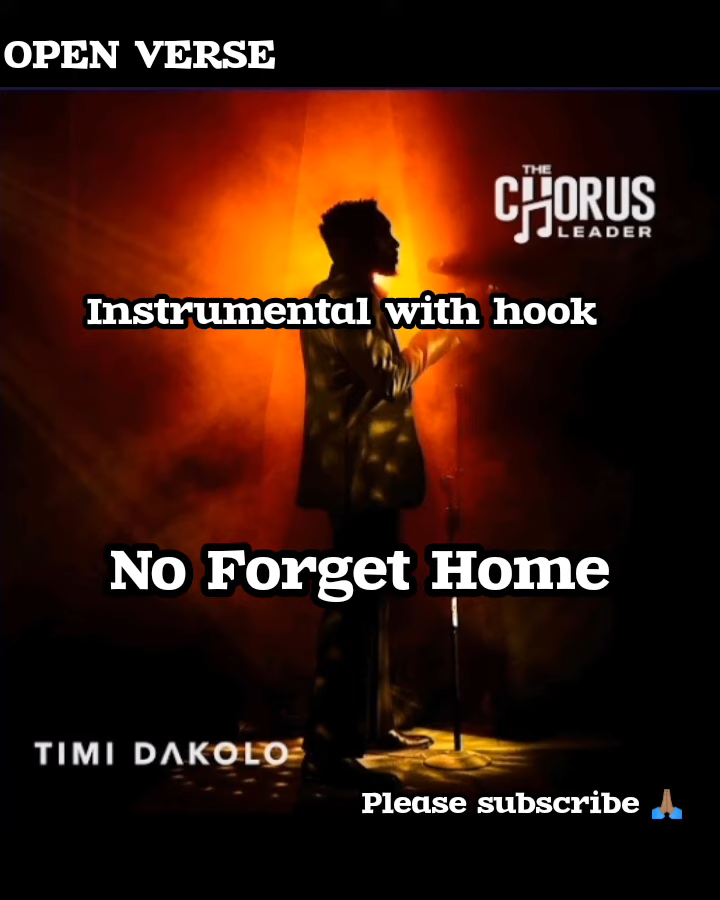 OPEN VERSE
THE
CHORUS
LEADER
Instrumental with hook
No Forget Home
TIMI DAKOLO
Please subscribe 🙏🏽